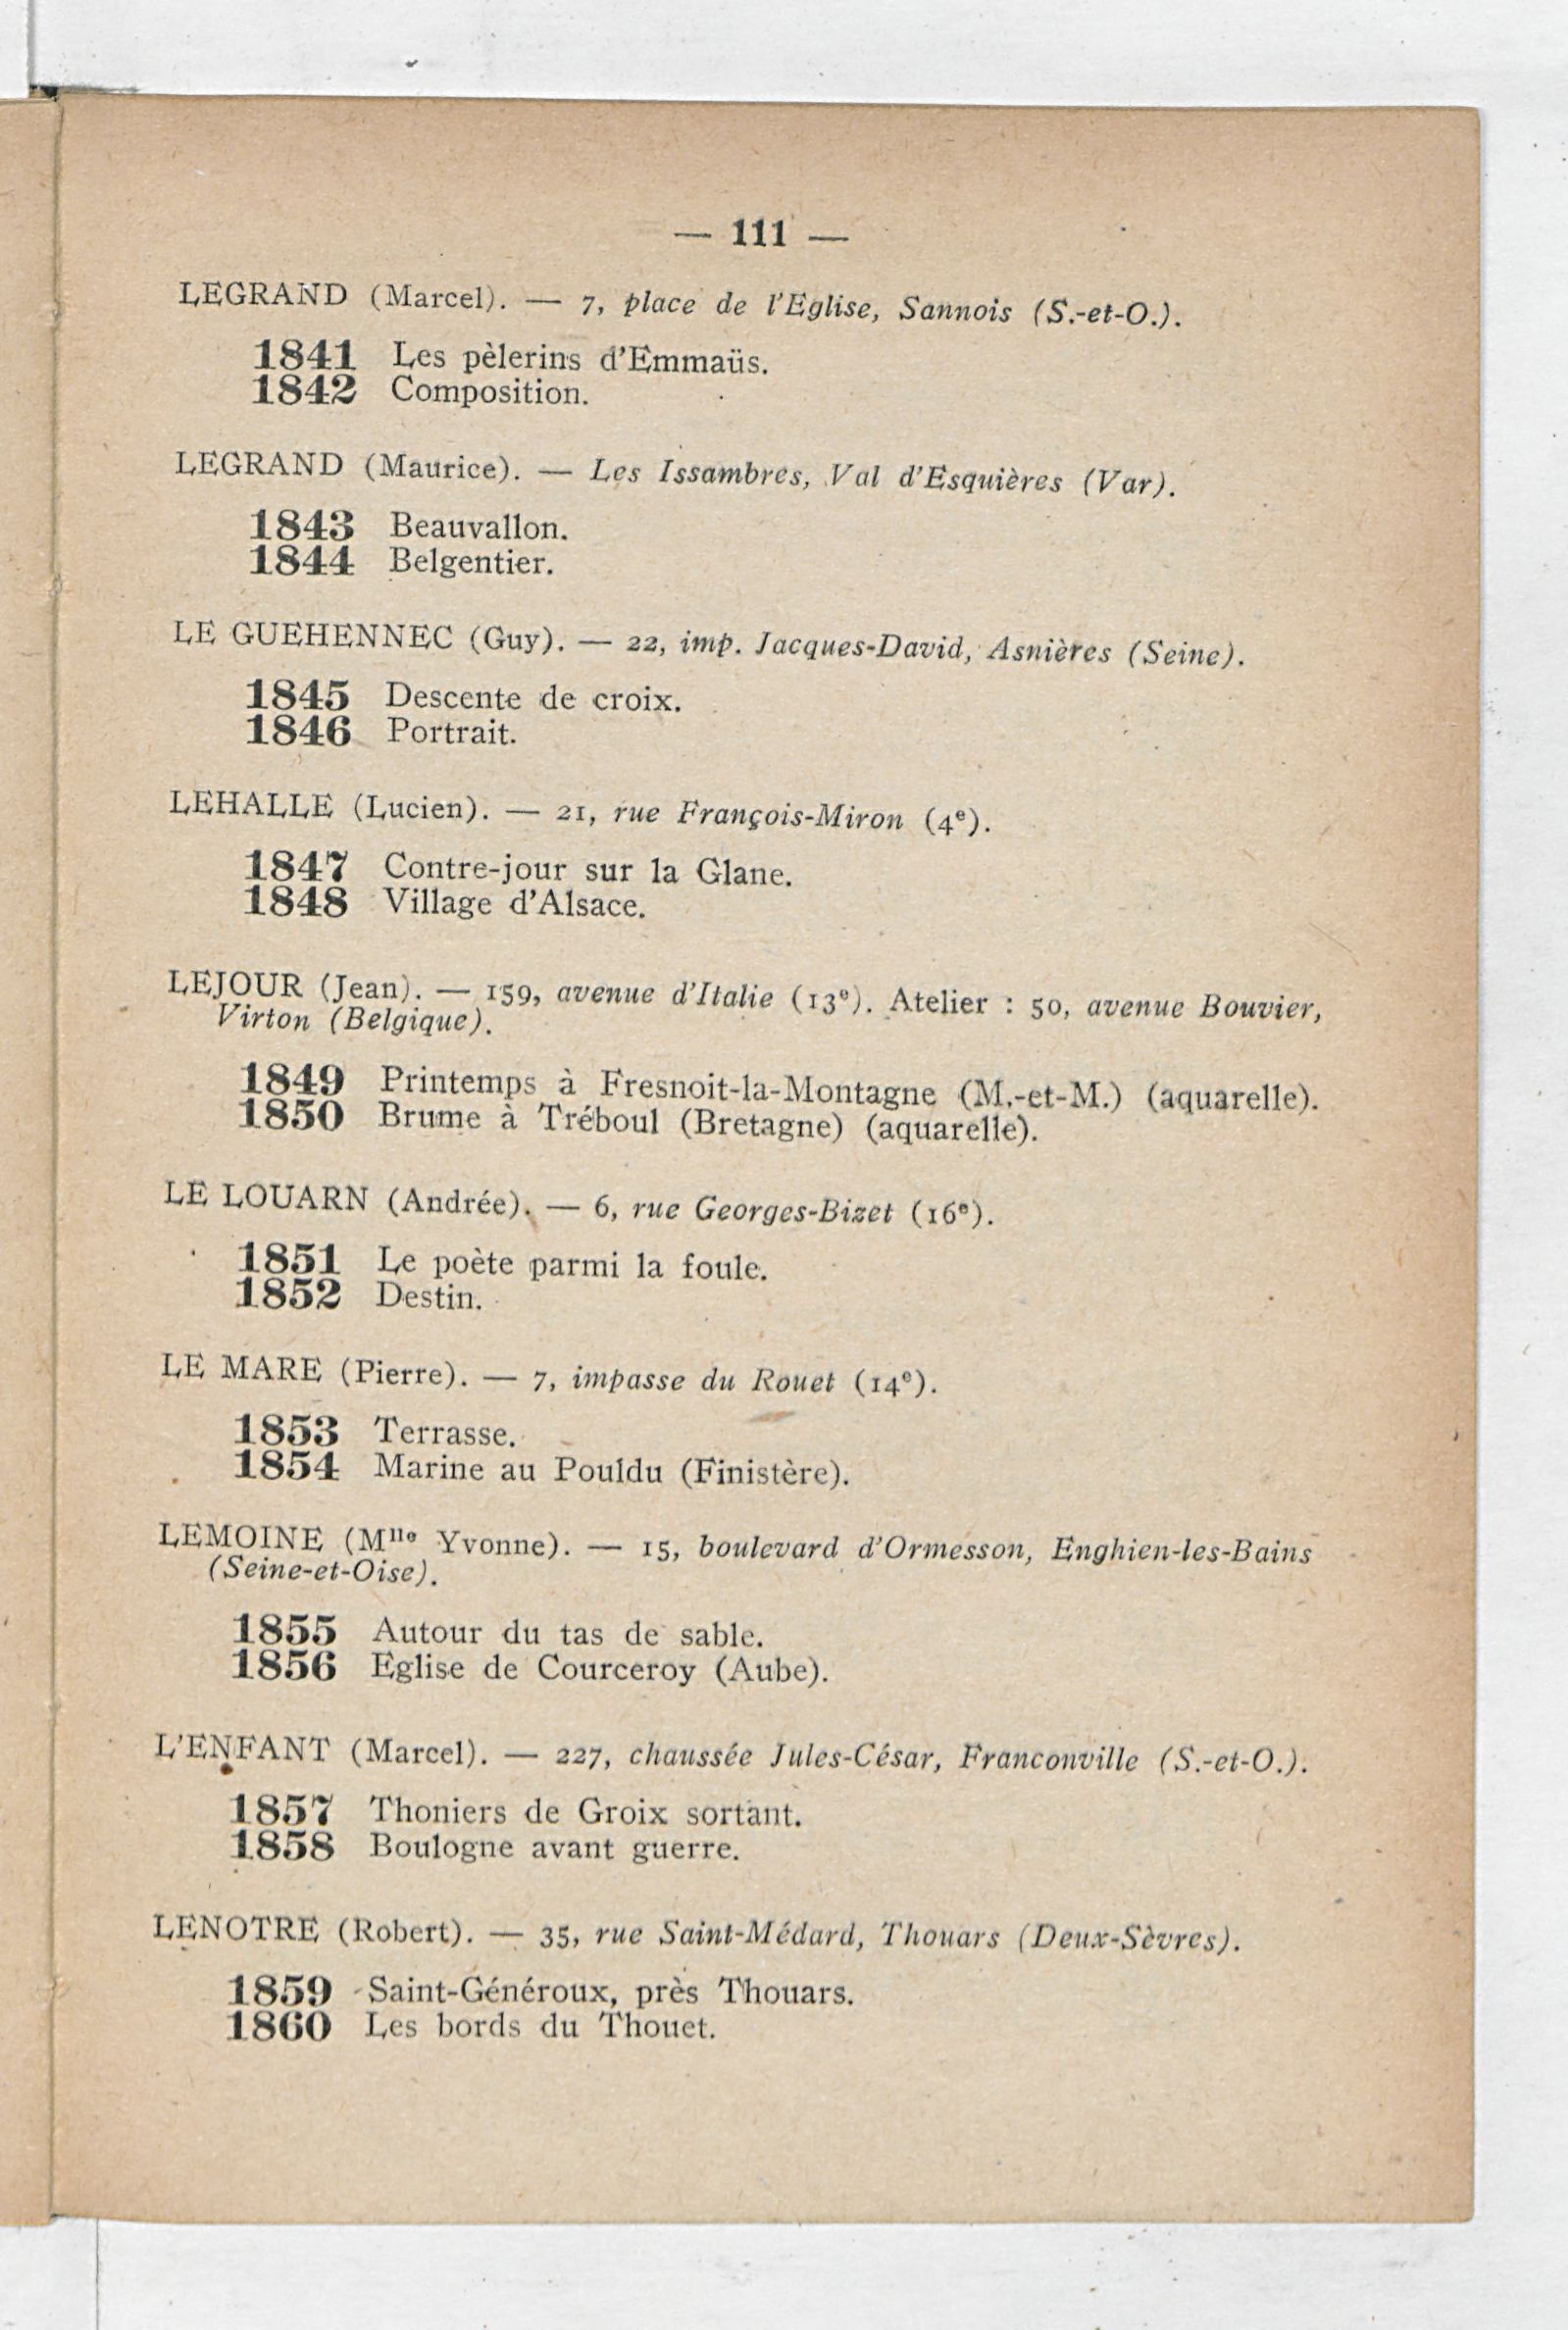 — 111 —
LEGRAND (Marcel). — 7, place de l'Eglise, Sannois (S.-et-O.).
1841 Les pèlerins d'Emmaüs.
1842 Composition.
LEGRAND (Maurice). — Les Issambres, Val d'Esquières (Var).
1843 Beauvallon.
1844 Belgentier.
LE GUEHENNEC (Guy). — 22, imp. Jacques-David, Asnières (Seine).
1845 Descente de croix.
1846 Portrait.
LEHALLE (Lucien). — 21, rue François-Miron (4e).
1847 Contre-jour sur la Glane.
1848 Village d'Alsace.
LEJOUR (Jean). — 159, avenue d'Italie (13e). Atelier : 50, avenue Bouvier,
Virton (Belgique).
1849 Printemps à Fresnoit-la-Montagne (M.-et-M.) (aquarelle).
1850 Brume à Tréboul (Bretagne) (aquarelle).
LE LOUARN (Andrée). — 6, rue Georges-Bizet (16e).
1851 Le poète parmi la foule.
1852 Destin.
LE MARE (Pierre). — 7, impasse du Rouet (14e).
1853 Terrasse.
1854 Marine au Pouldu (Finistère).
LEMOINE (Mlle Yvonne). — 15, boulevard d'Ormesson, Enghien-les-Bains
(Seine-et-Oise).
1855 Autour du tas de sable.
1856 Eglise de Courceroy (Aube).
L'ENFANT (Marcel). — 227, chaussée Jules-César, Franconville (S.-et-O.).
1857 Thoniers de Groix sortant.
1858 Boulogne avant guerre.
LENOTRE (Robert). — 35, rue Saint-Médard, Thouars (Deux-Sèvres).
1859 Saint-Généroux, près Thouars.
1860 Les bords du Thouet.